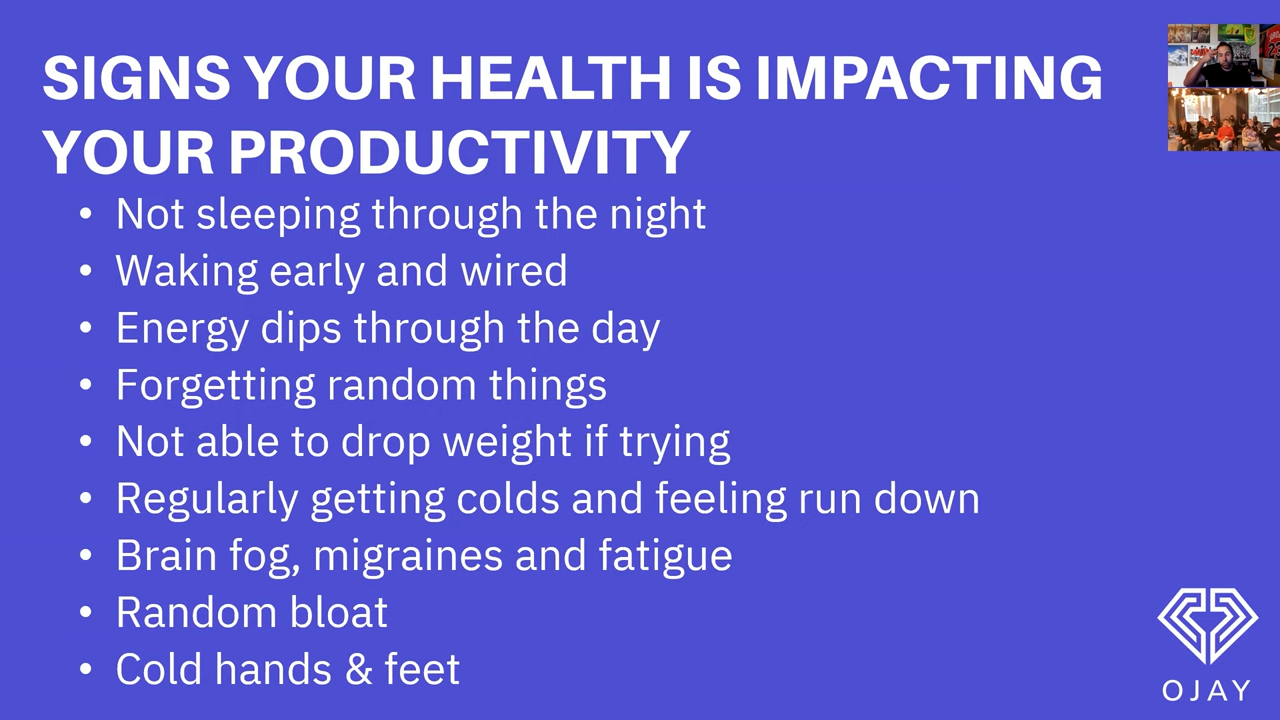 SIGNS YOUR HEALTH IS IMPACTING
YOUR PRODUCTIVITY
• Not sleeping through the night
• Waking early and wired
• Energy dips through the day
• Forgetting random things
• Not able to drop weight if trying
• Regularly getting colds and feeling run down
• Brain fog, migraines and fatigue
• Random bloat
• Cold hands & feet
OJAY